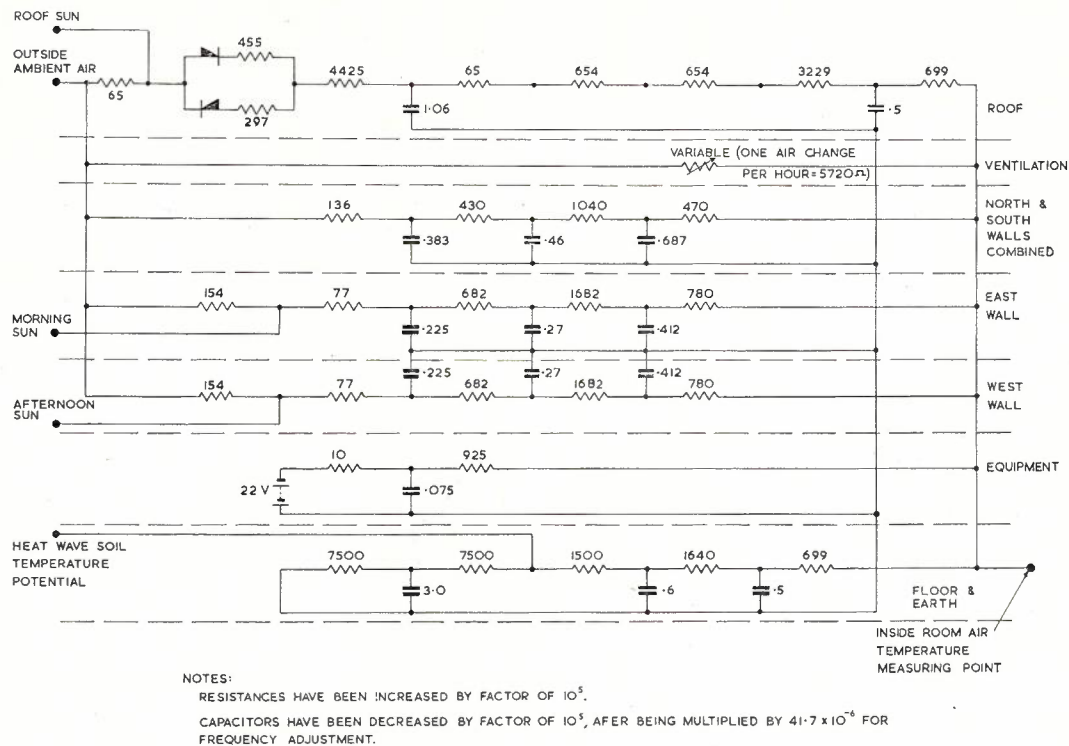 ROOF SUN
OUTSIDE
AMBIENT AIR
65
455
297
4425
65
654
654
3229
699
1·06
·5
ROOF
VARIABLE (ONE AIR CHANGE
PER HOUR=5720Ω)
VENTILATION
136
430
1040
470
·383
·46
·687
NORTH &
SOUTH
WALLS
COMBINED
154
77
682
1682
780
EAST
WALL
MORNING
SUN
·225
·27
·412
·225
·27
·412
154
77
682
1682
780
WEST
WALL
AFTERNOON
SUN
10
925
EQUIPMENT
22 V
·075
HEAT WAVE SOIL
TEMPERATURE
POTENTIAL
7500
7500
1500
1640
699
3·0
·6
·5
FLOOR &
EARTH
INSIDE ROOM AIR
TEMPERATURE
MEASURING POINT
NOTES:
RESISTANCES HAVE BEEN INCREASED BY FACTOR OF 10⁵.
CAPACITORS HAVE BEEN DECREASED BY FACTOR OF 10⁵, AFER BEING MULTIPLIED BY 41·7 x 10⁻⁶ FOR
FREQUENCY ADJUSTMENT.